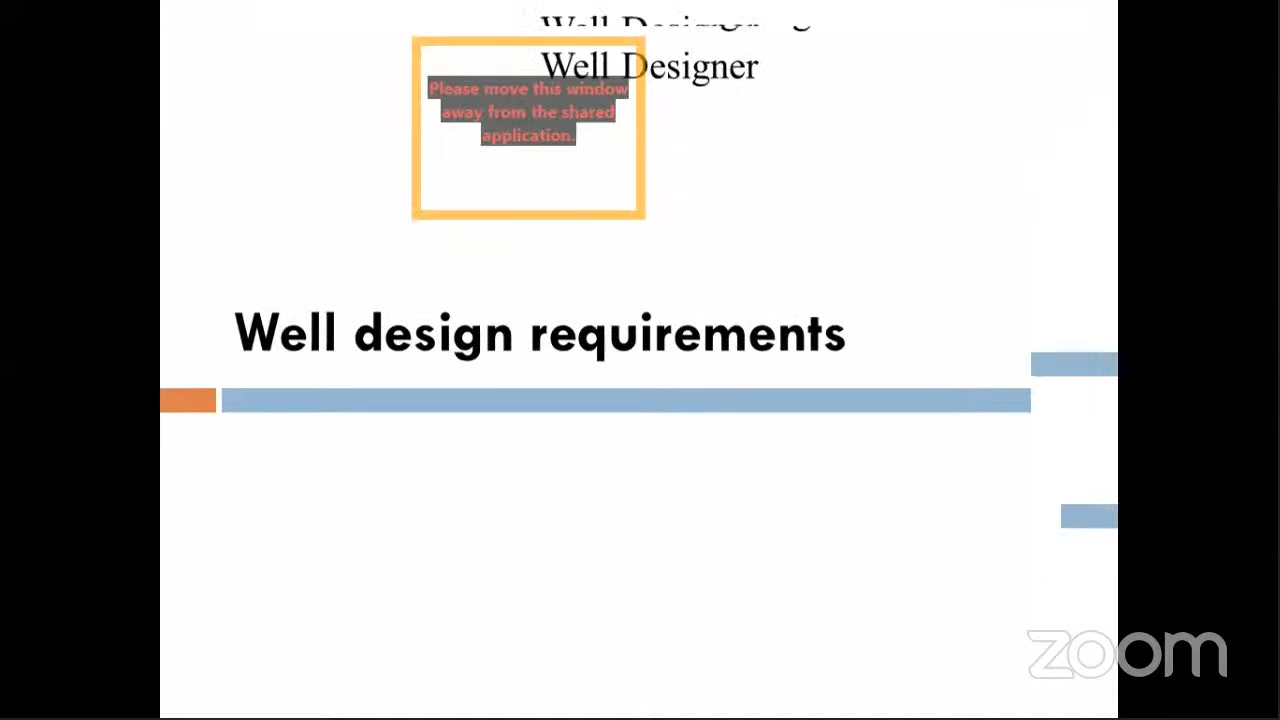 Well Designer
Please move this window
away from the shared
application.
Well design requirements
zoom